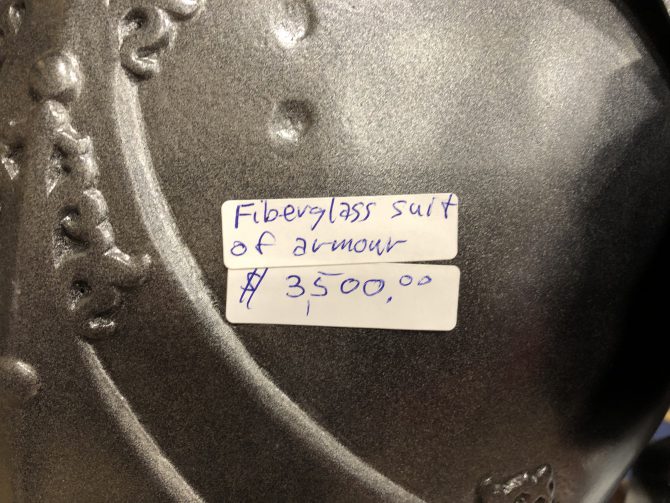 Fiberglass suit
of armour
$ 3,500.00